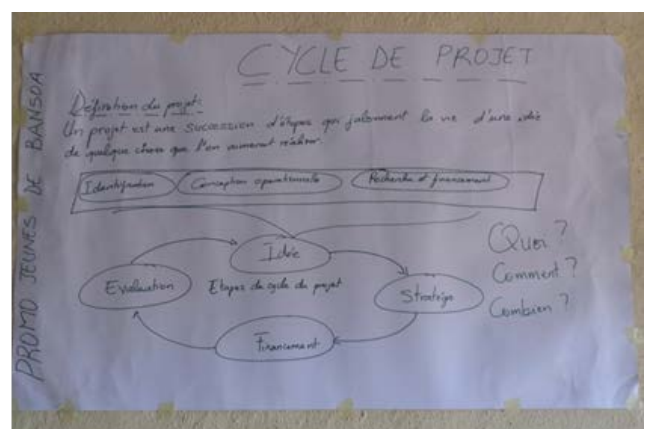 CYCLE DE PROJET
PROMO JEUNES DE BANSOA
Définition du projet:
Un projet est une succession d'étapes qui jalonnent la vie d'une idée
de quelque chose que l'on aimerait réaliser.
Identification
Conception opérationnelle
Recherche et financement
Idée
Quoi ?
Evaluation
Etapes du cycle du projet
Stratégie
Comment ?
Combien ?
Financement